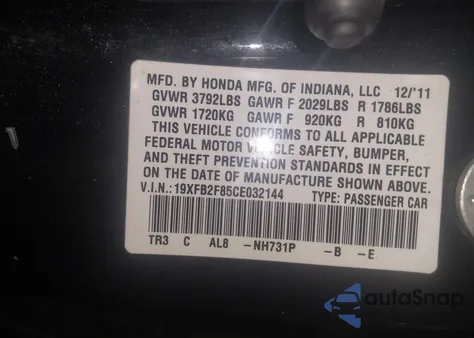 MFD. BY HONDA MFG. OF INDIANA, LLC 12/'11
GVWR 3792LBS GAWR F 2029LBS R 1786LBS
GVWR 1720KG GAWR F 920KG R 810KG
THIS VEHICLE CONFORMS TO ALL APPLICABLE
FEDERAL MOTOR VEHICLE SAFETY, BUMPER,
AND THEFT PREVENTION STANDARDS IN EFFECT
ON THE DATE OF MANUFACTURE SHOWN ABOVE.
V.I.N.: 19XFB2F85CE032144 TYPE: PASSENGER CAR
TR3 C AL8 -NH731P -B -E
autoSnap